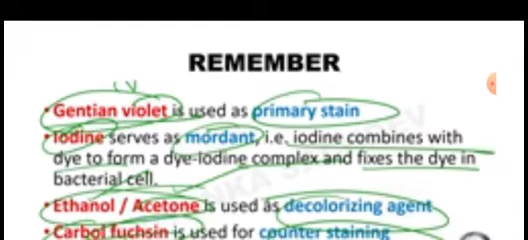 REMEMBER
• Gentian violet is used as primary stain
• Iodine serves as mordant, i.e. iodine combines with
dye to form a dye-Iodine complex and fixes the dye in
bacterial cell.
• Ethanol / Acetone is used as decolorizing agent
• Carbol fuchsin is used for counter staining